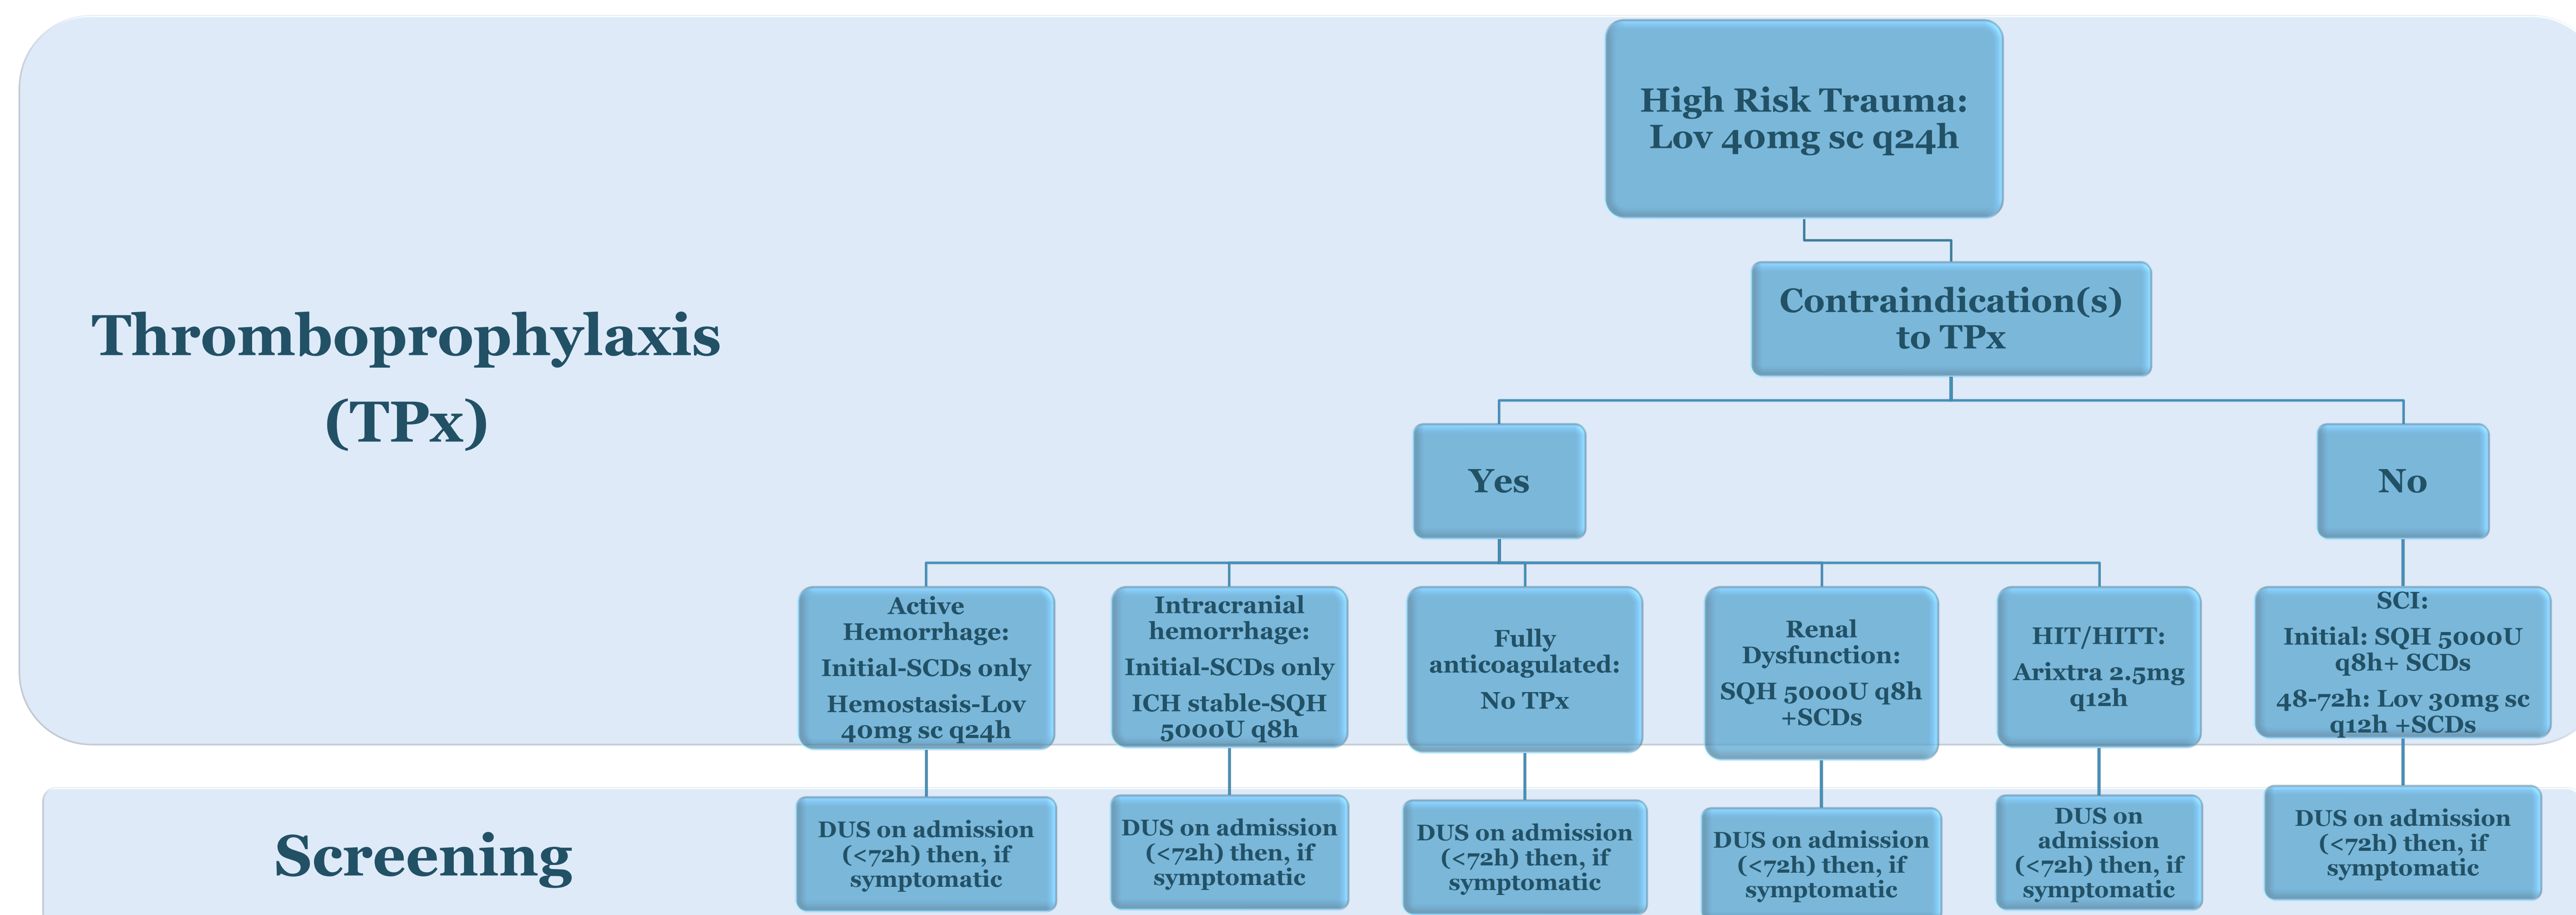 High Risk Trauma:
Lov 40mg sc q24h
Contraindication(s)
to TPx
Thromboprophylaxis
(TPx)
Yes
No
Active
Hemorrhage:
Initial-SCDs only
Hemostasis-Lov
40mg sc q24h
Intracranial
hemorrhage:
Initial-SCDs only
ICH stable-SQH
5000U q8h
Fully
anticoagulated:
No TPx
Renal
Dysfunction:
SQH 5000U q8h
+SCDs
HIT/HITT:
Arixtra 2.5mg
q12h
SCI:
Initial: SQH 5000U
q8h+ SCDs
48-72h: Lov 30mg sc
q12h +SCDs
Screening
DUS on admission
(<72h) then, if
symptomatic
DUS on admission
(<72h) then, if
symptomatic
DUS on admission
(<72h) then, if
symptomatic
DUS on admission
(<72h) then, if
symptomatic
DUS on
admission
(<72h) then, if
symptomatic
DUS on admission
(<72h) then, if
symptomatic